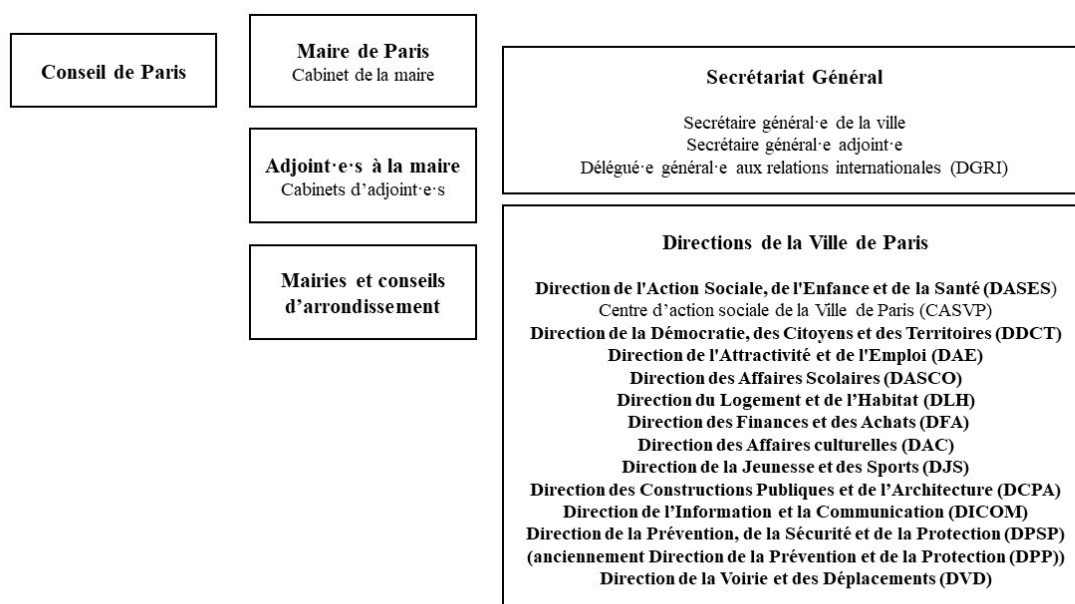 Conseil de Paris
Maire de Paris
Cabinet de la maire
Adjoint·e·s à la maire
Cabinets d’adjoint·e·s
Mairies et conseils
d’arrondissement
Secrétariat Général
Secrétaire général·e de la ville
Secrétaire général·e adjoint·e
Délégué·e général·e aux relations internationales (DGRI)
Directions de la Ville de Paris
Direction de l'Action Sociale, de l'Enfance et de la Santé (DASES)
Centre d’action sociale de la Ville de Paris (CASVP)
Direction de la Démocratie, des Citoyens et des Territoires (DDCT)
Direction de l'Attractivité et de l'Emploi (DAE)
Direction des Affaires Scolaires (DASCO)
Direction du Logement et de l’Habitat (DLH)
Direction des Finances et des Achats (DFA)
Direction des Affaires culturelles (DAC)
Direction de la Jeunesse et des Sports (DJS)
Direction des Constructions Publiques et de l’Architecture (DCPA)
Direction de l’Information et la Communication (DICOM)
Direction de la Prévention, de la Sécurité et de la Protection (DPSP)
(anciennement Direction de la Prévention et de la Protection (DPP))
Direction de la Voirie et des Déplacements (DVD)